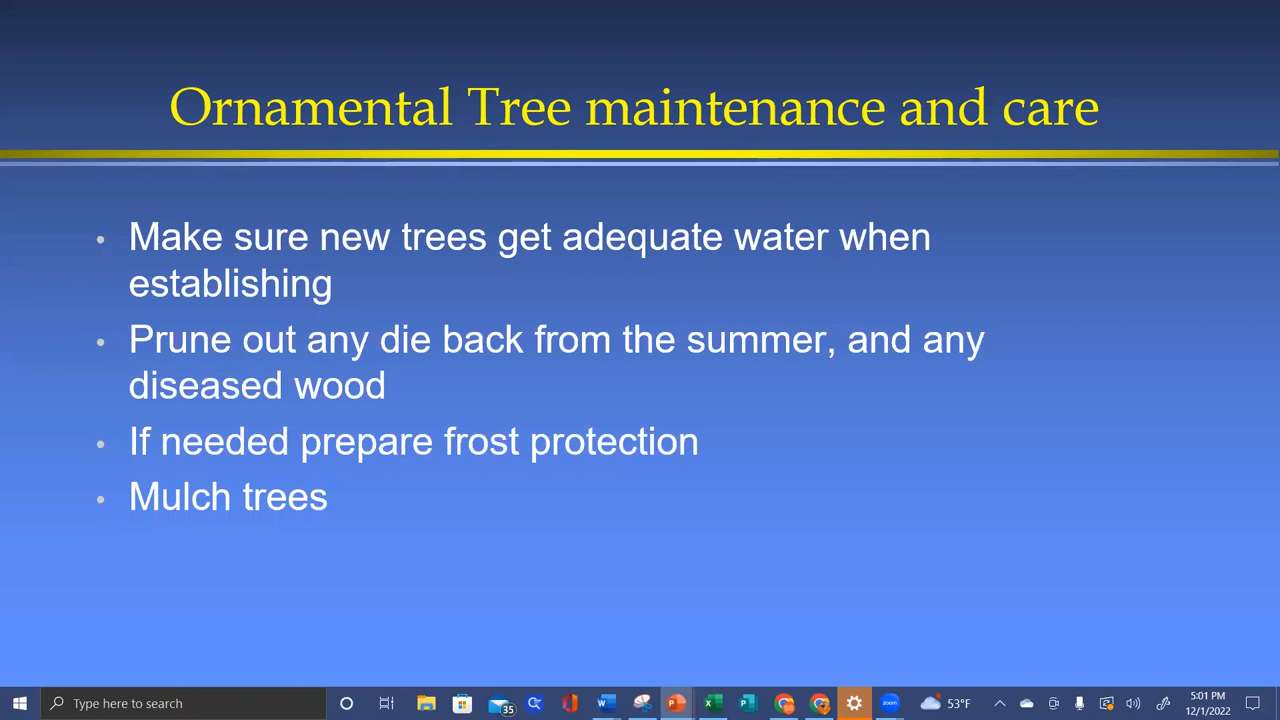 Ornamental Tree maintenance and care
• Make sure new trees get adequate water when
establishing
• Prune out any die back from the summer, and any
diseased wood
• If needed prepare frost protection
• Mulch trees
Type here to search
35
zoom
53°F
5:01 PM
12/1/2022